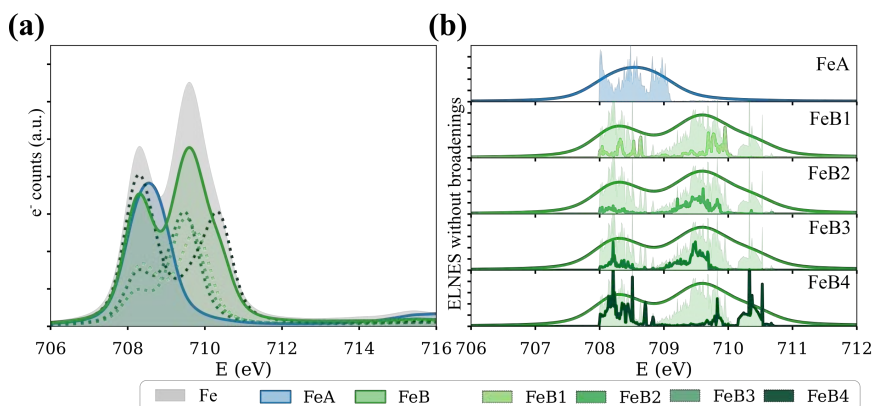 (a)
(b)
e⁻ counts (a.u.)
706 708 710 712 714 716
E (eV)
ELNES without broadenings
FeA
FeB1
FeB2
FeB3
FeB4
706 707 708 709 710 711 712
E (eV)
Fe FeA FeB FeB1 FeB2 FeB3 FeB4